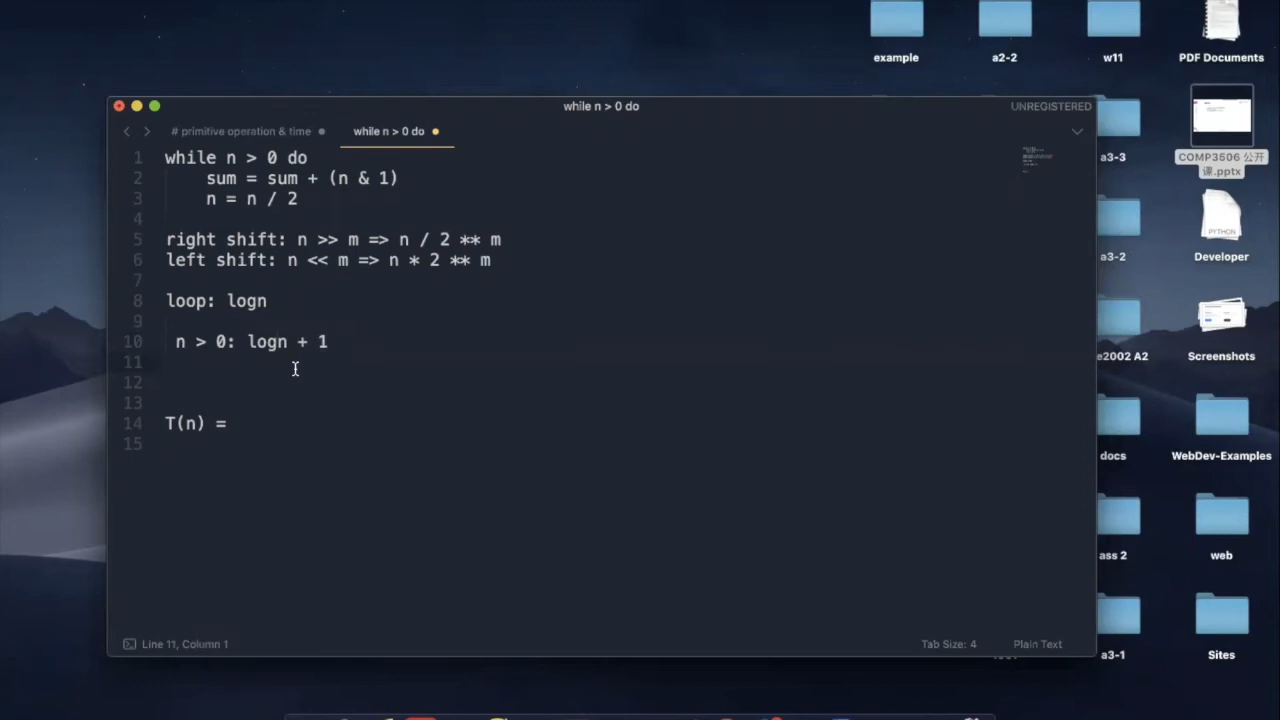 example
a2-2
w11
PDF Documents
while n > 0 do
UNREGISTERED
# primitive operation & time
while n > 0 do
1 while n > 0 do
2 sum = sum + (n & 1)
3 n = n / 2
4
5 right shift: n >> m => n / 2 ** m
6 left shift: n << m => n * 2 ** m
7
8 loop: logn
9
10 n > 0: logn + 1
11
12
13
14 T(n) =
15
Line 11, Column 1
Tab Size: 4
Plain Text
a3-3
COMP3506 公开
课.pptx
PYTHON
a3-2
Developer
e2002 A2
Screenshots
docs
WebDev-Examples
ass 2
web
a3-1
Sites